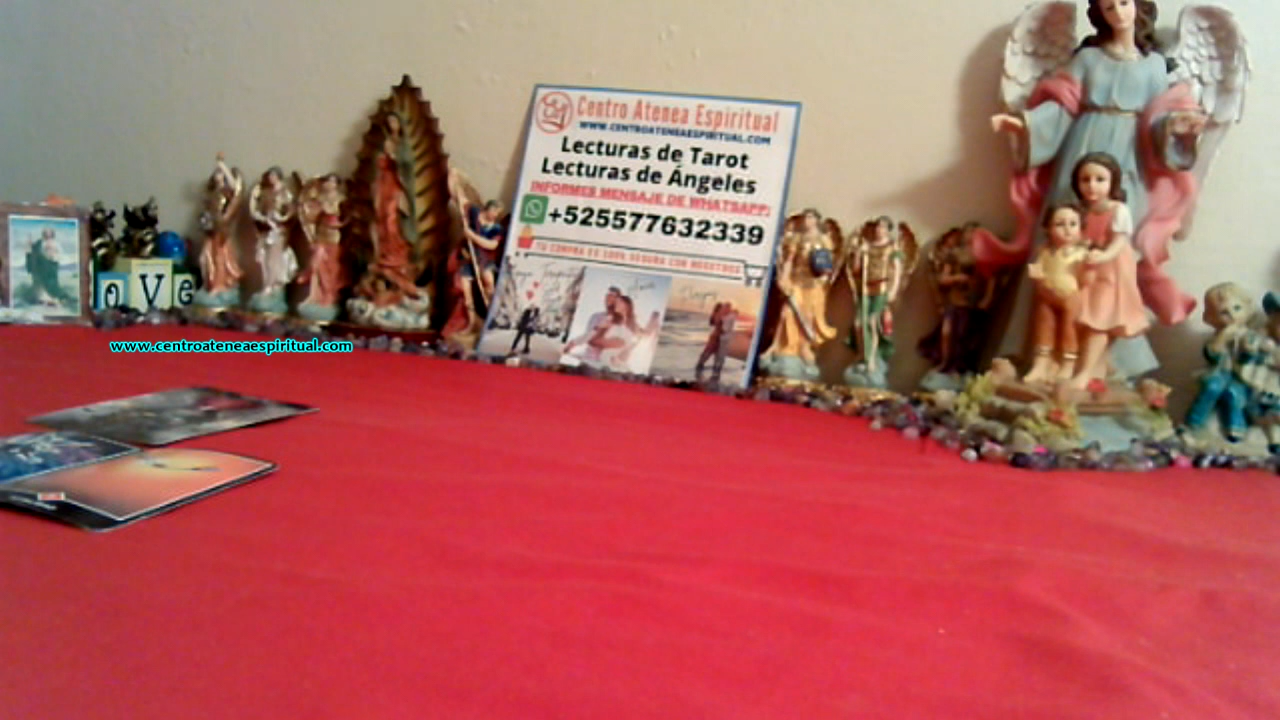 Centro Atenea Espiritual
WWW.CENTROATENEAESPIRITUAL.COM
Lecturas de Tarot
Lecturas de Ángeles
INFORMES MENSAJE DE WHATSAPP:
+525577632339
TU COMPRA ES 100% SEGURA CON NOSOTROS
oVe
www.centroateneaespiritual.com